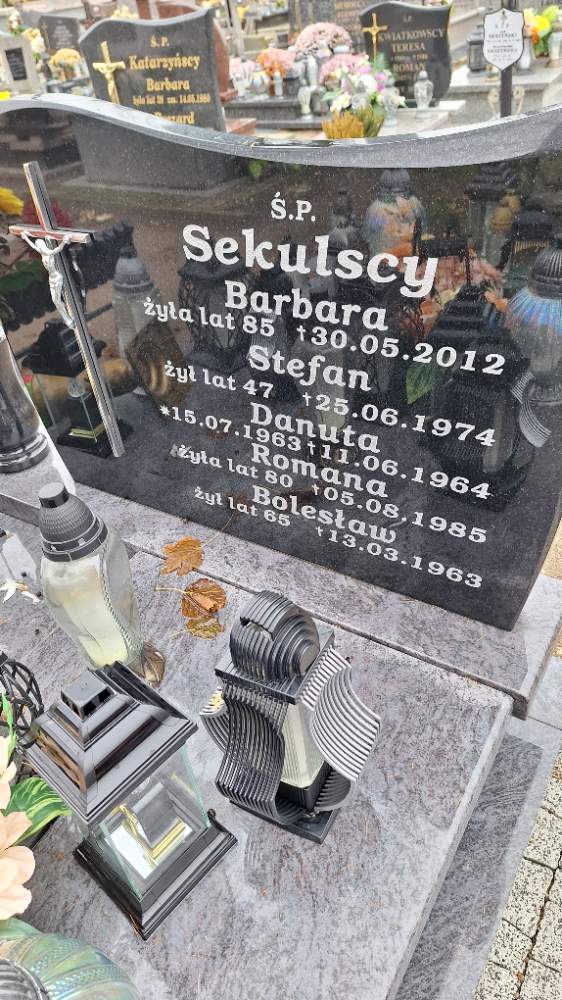 Ś.P.
Katarzyńscy
Barbara
Ś.P.
KWIATKOWSCY
TERESA
ROMAN
Ś.P.
Sekulscy
Barbara
żyła lat 85 †30.05.2012
Stefan
żył lat 47 †25.06.1974
Danuta
*15.07.1963 †11.06.1964
Romana
żyła lat 80 †05.08.1985
Bolesław
żył lat 65 †13.03.1963